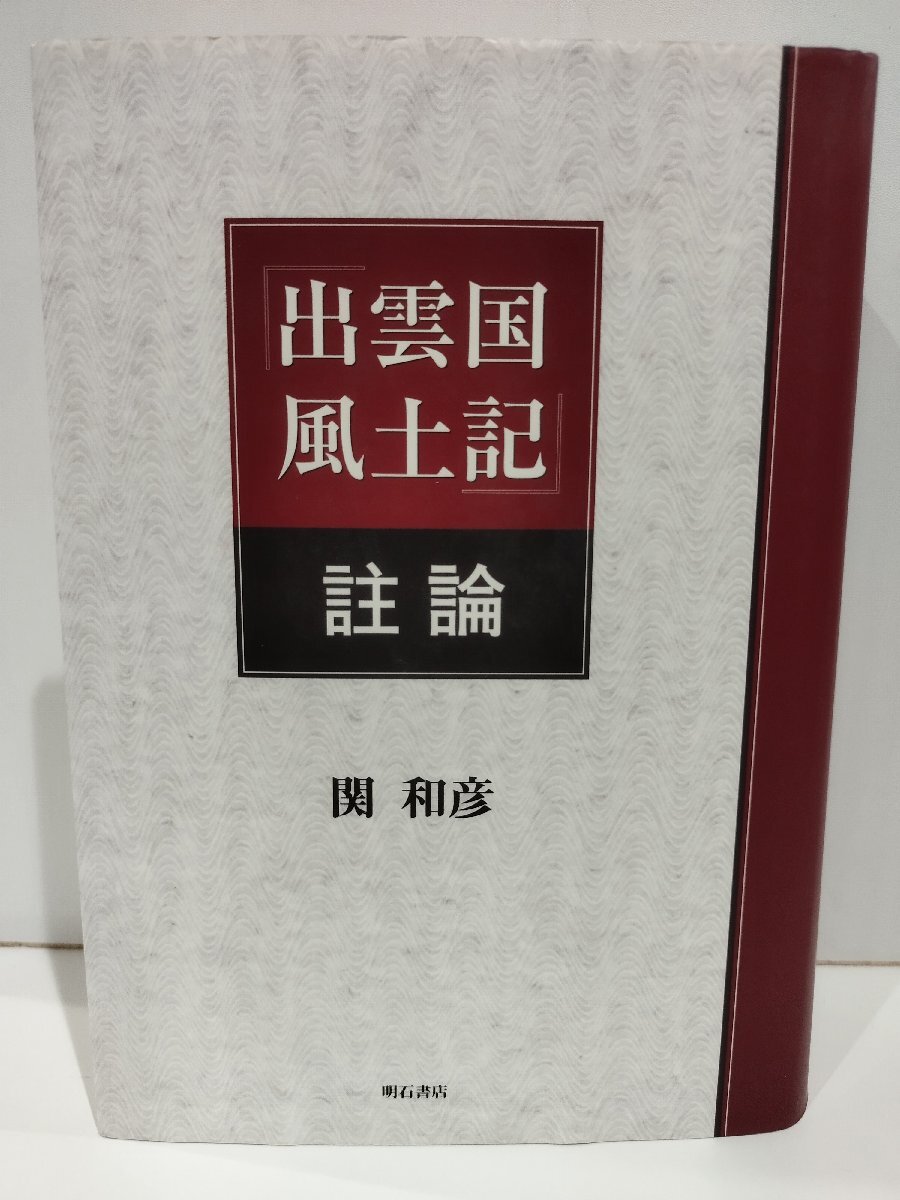 『出雲国
風土記』
註論
関 和彦
明石書店